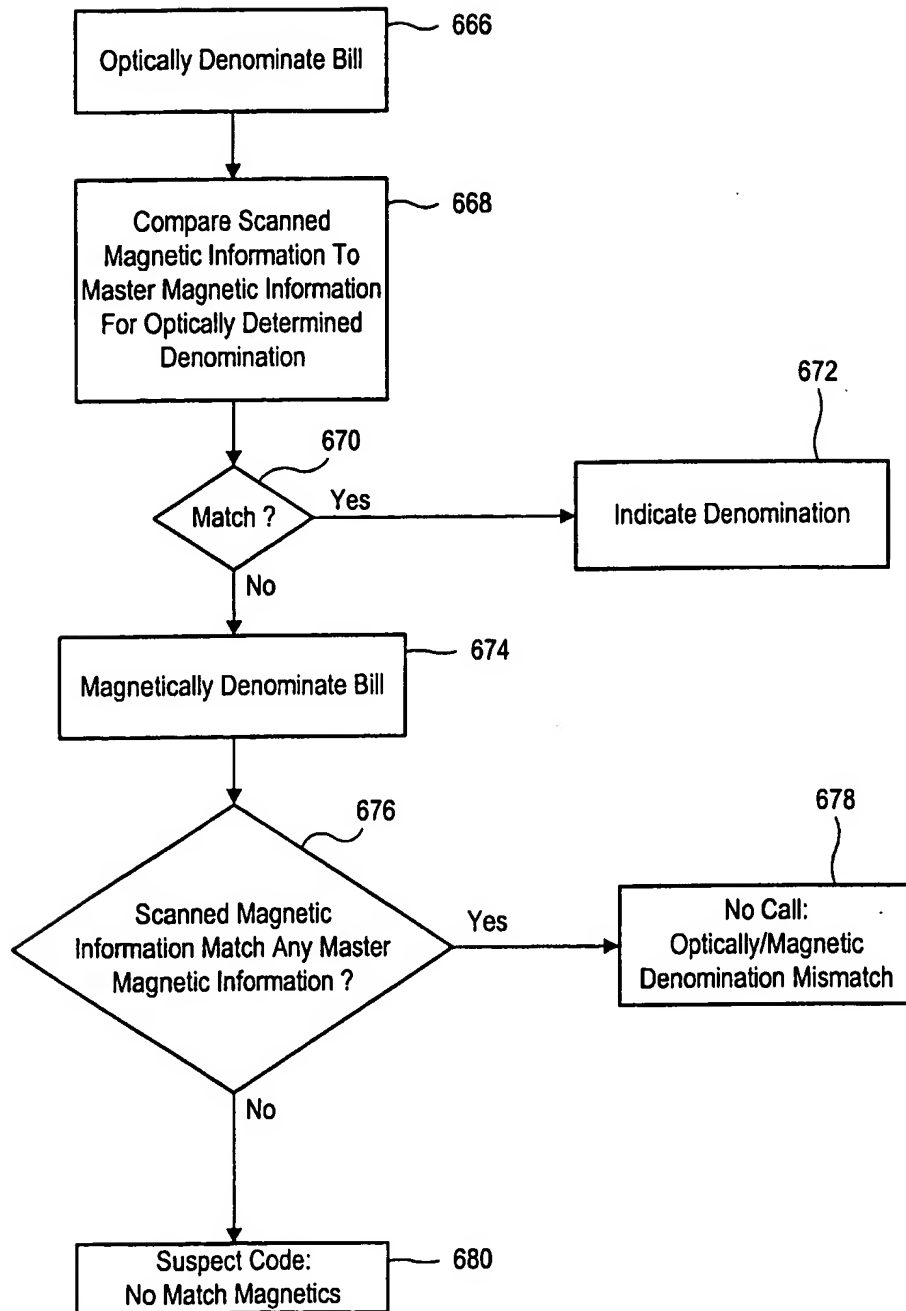 666
Optically Denominate Bill
668
Compare Scanned
Magnetic Information To
Master Magnetic Information
For Optically Determined
Denomination
672
670
Match ?
Yes
Indicate Denomination
No
674
Magnetically Denominate Bill
676
678
Scanned Magnetic
Information Match Any Master
Magnetic Information ?
Yes
No Call:
Optically/Magnetic
Denomination Mismatch
No
Suspect Code:
No Match Magnetics
680